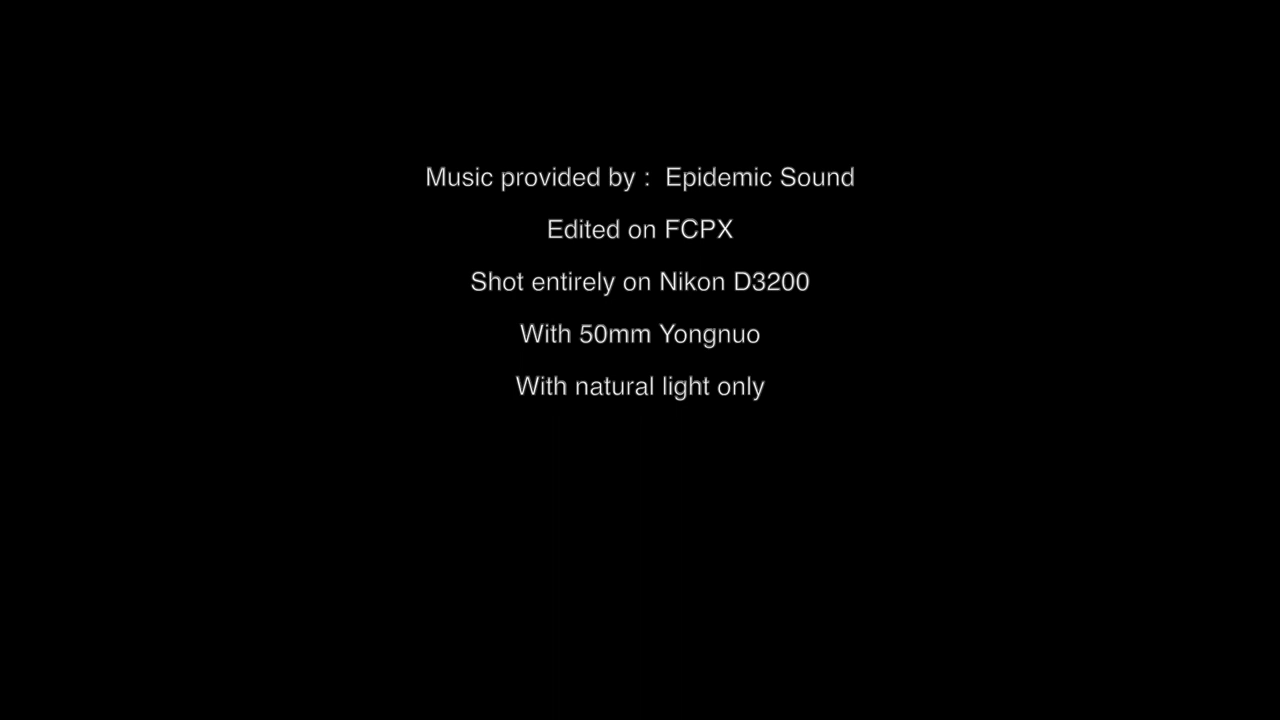 Music provided by :  Epidemic Sound
Edited on FCPX
Shot entirely on Nikon D3200
With 50mm Yongnuo
With natural light only